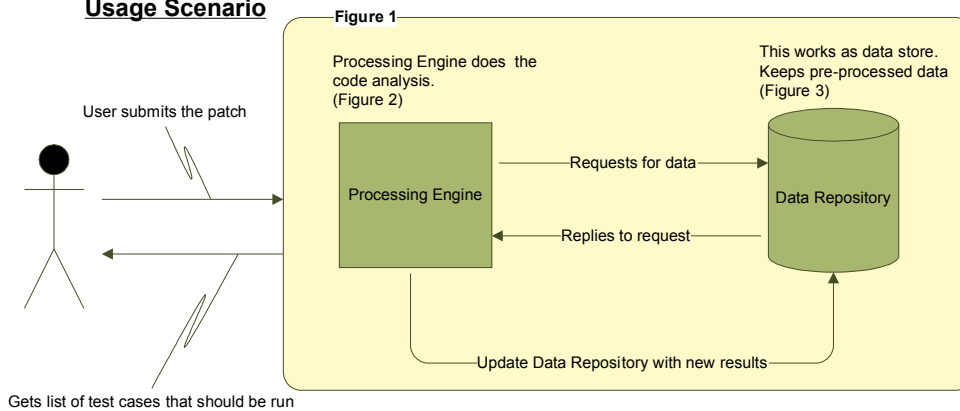 Usage Scenario
Figure 1
Processing Engine does the
code analysis.
(Figure 2)
This works as data store.
Keeps pre-processed data
(Figure 3)
User submits the patch
Requests for data
Processing Engine
Data Repository
Replies to request
Update Data Repository with new results
Gets list of test cases that should be run